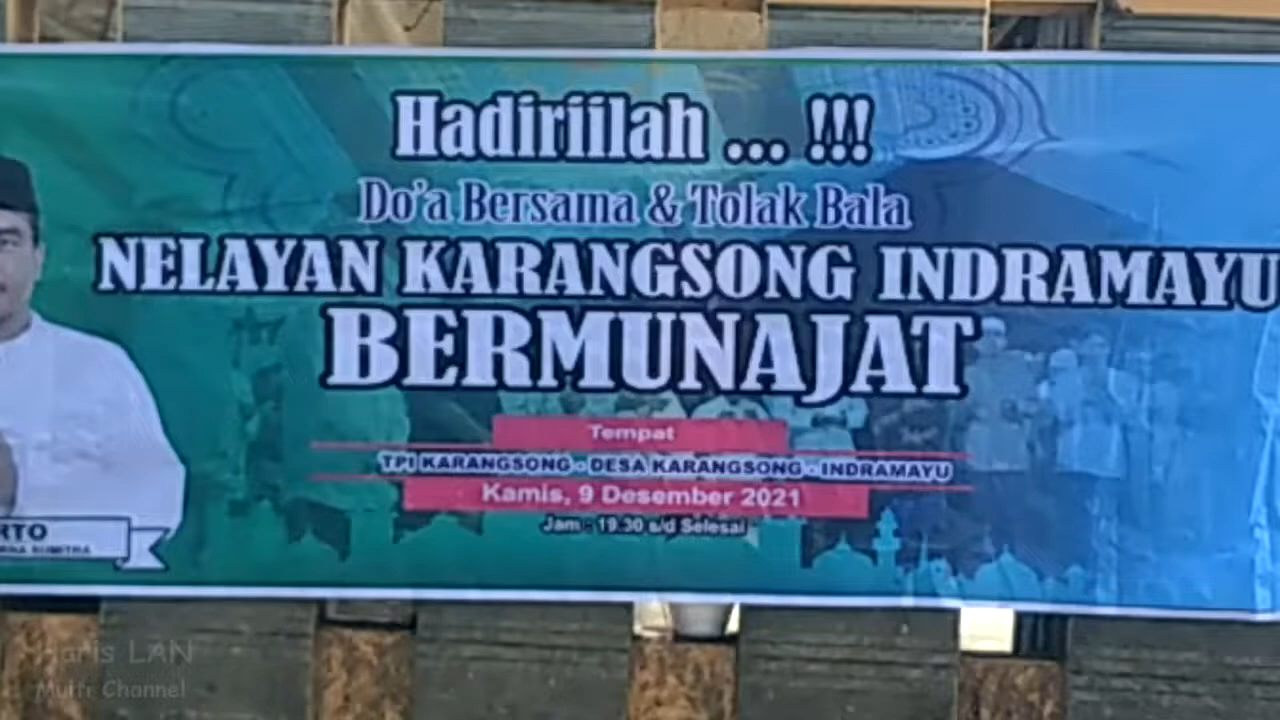 Hadiriilah ... !!!
Do'a Bersama & Tolak Bala
NELAYAN KARANGSONG INDRAMAYU
BERMUNAJAT
Tempat
TPI KARANGSONG - DESA KARANGSONG - INDRAMAYU
Kamis, 9 Desember 2021
Jam - 19.30 s/d Selesai
RTO
SUMITRA
Haris LAN
Channel